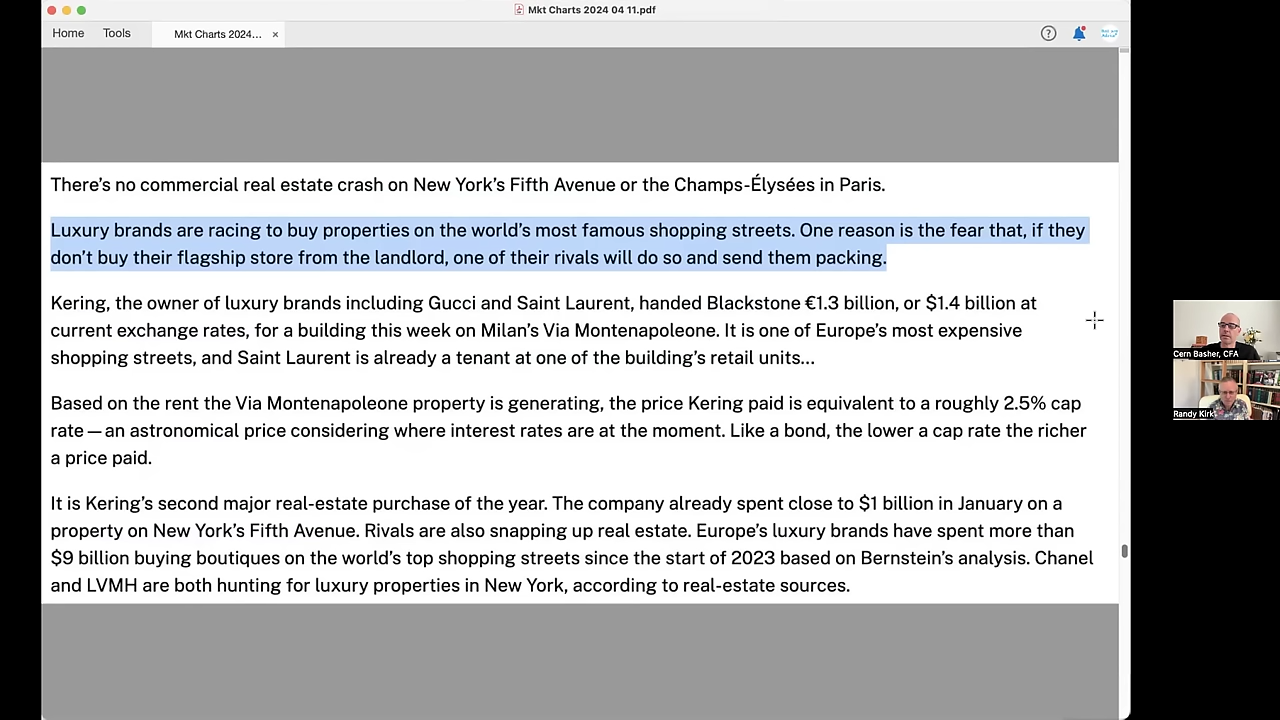 Mkt Charts 2024 04 11.pdf
Home
Tools
Mkt Charts 2024...
×
?
There’s no commercial real estate crash on New York’s Fifth Avenue or the Champs-Élysées in Paris.
Luxury brands are racing to buy properties on the world’s most famous shopping streets. One reason is the fear that, if they
don’t buy their flagship store from the landlord, one of their rivals will do so and send them packing.
Kering, the owner of luxury brands including Gucci and Saint Laurent, handed Blackstone €1.3 billion, or $1.4 billion at
current exchange rates, for a building this week on Milan’s Via Montenapoleone. It is one of Europe’s most expensive
shopping streets, and Saint Laurent is already a tenant at one of the building’s retail units...
Based on the rent the Via Montenapoleone property is generating, the price Kering paid is equivalent to a roughly 2.5% cap
rate—an astronomical price considering where interest rates are at the moment. Like a bond, the lower a cap rate the richer
a price paid.
It is Kering’s second major real-estate purchase of the year. The company already spent close to $1 billion in January on a
property on New York’s Fifth Avenue. Rivals are also snapping up real estate. Europe’s luxury brands have spent more than
$9 billion buying boutiques on the world’s top shopping streets since the start of 2023 based on Bernstein’s analysis. Chanel
and LVMH are both hunting for luxury properties in New York, according to real-estate sources.
Cern Basher, CFA
Randy Kirk